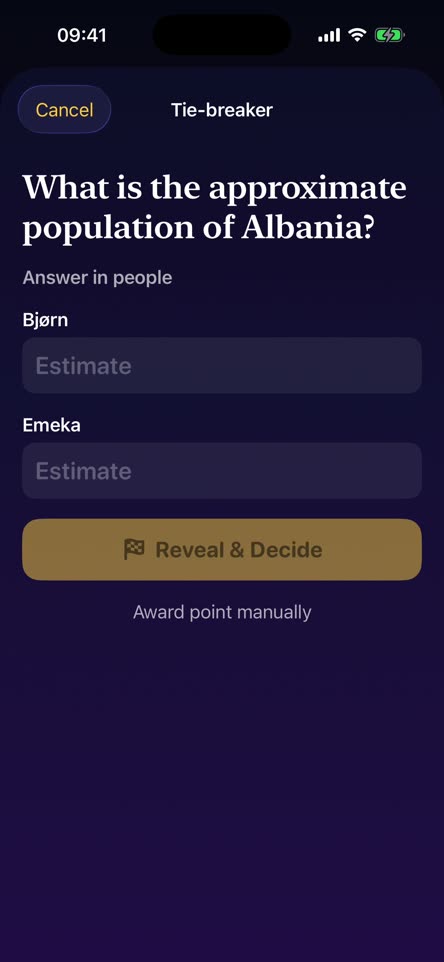 09:41
Cancel
Tie-breaker
What is the approximate
population of Albania?
Answer in people
Bjørn
Estimate
Emeka
Estimate
Reveal & Decide
Award point manually